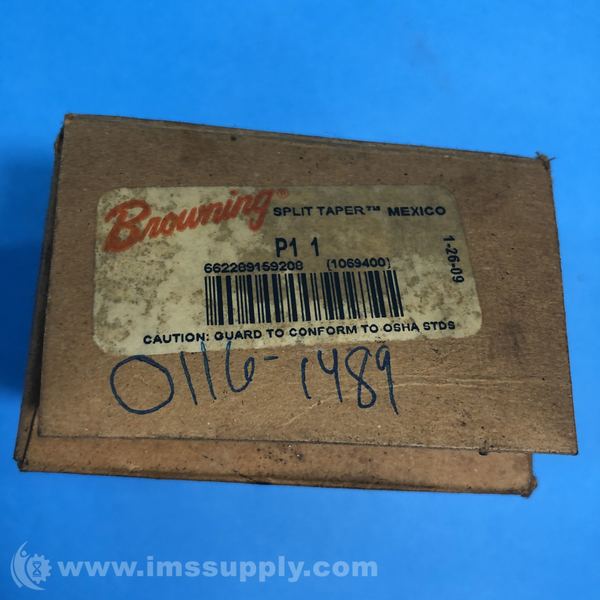 Browning® SPLIT TAPER™ MEXICO
P1 1
662289159208 (1069400)
1-26-09
CAUTION: GUARD TO CONFORM TO OSHA STDS
0116-1489
www.imssupply.com